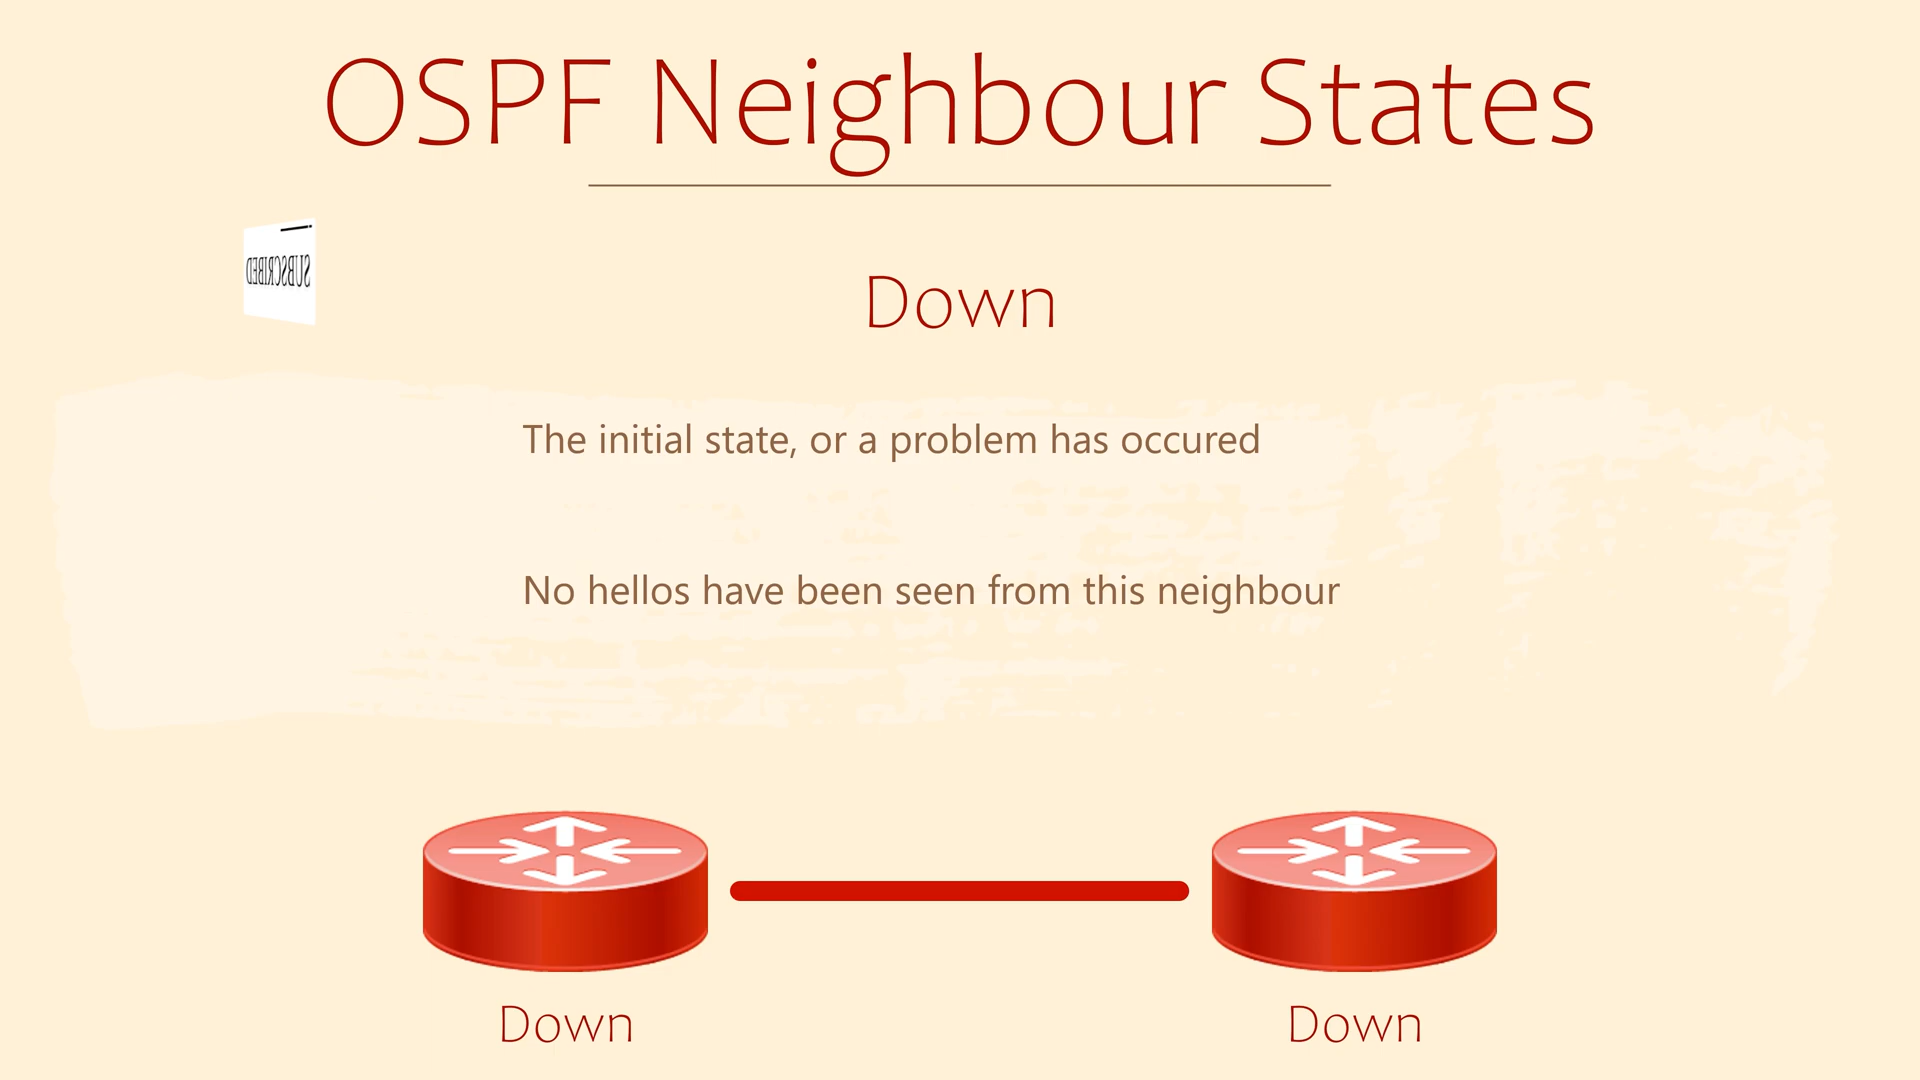 OSPF Neighbour States
SUBSCRIBED
Down
The initial state, or a problem has occured
No hellos have been seen from this neighbour
Down Down